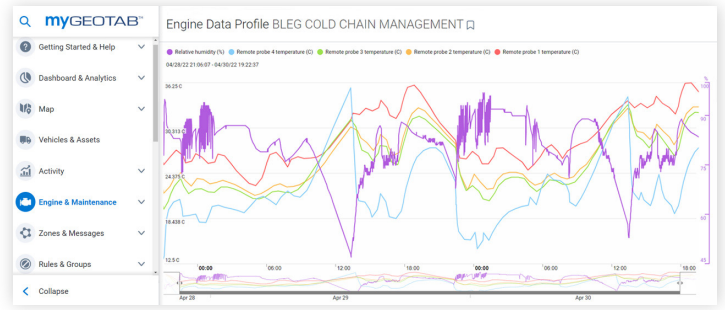 myGEOTAB™
Getting Started & Help
Dashboard & Analytics
Map
Vehicles & Assets
Activity
Engine & Maintenance
Zones & Messages
Rules & Groups
Collapse
Engine Data Profile BLEG COLD CHAIN MANAGEMENT
Relative humidity (%) Remote probe 4 temperature (C) Remote probe 3 temperature (C) Remote probe 2 temperature (C) Remote probe 1 temperature (C)
04/28/22 21:06:07 - 04/30/22 19:22:37
%
36.25 C 100
30.313 C 90
24.375 C 75
18.438 C 60
12.5 C 45
00:00 06:00 12:00 18:00 00:00 06:00 12:00 18:00
Apr 28 Apr 29 Apr 30